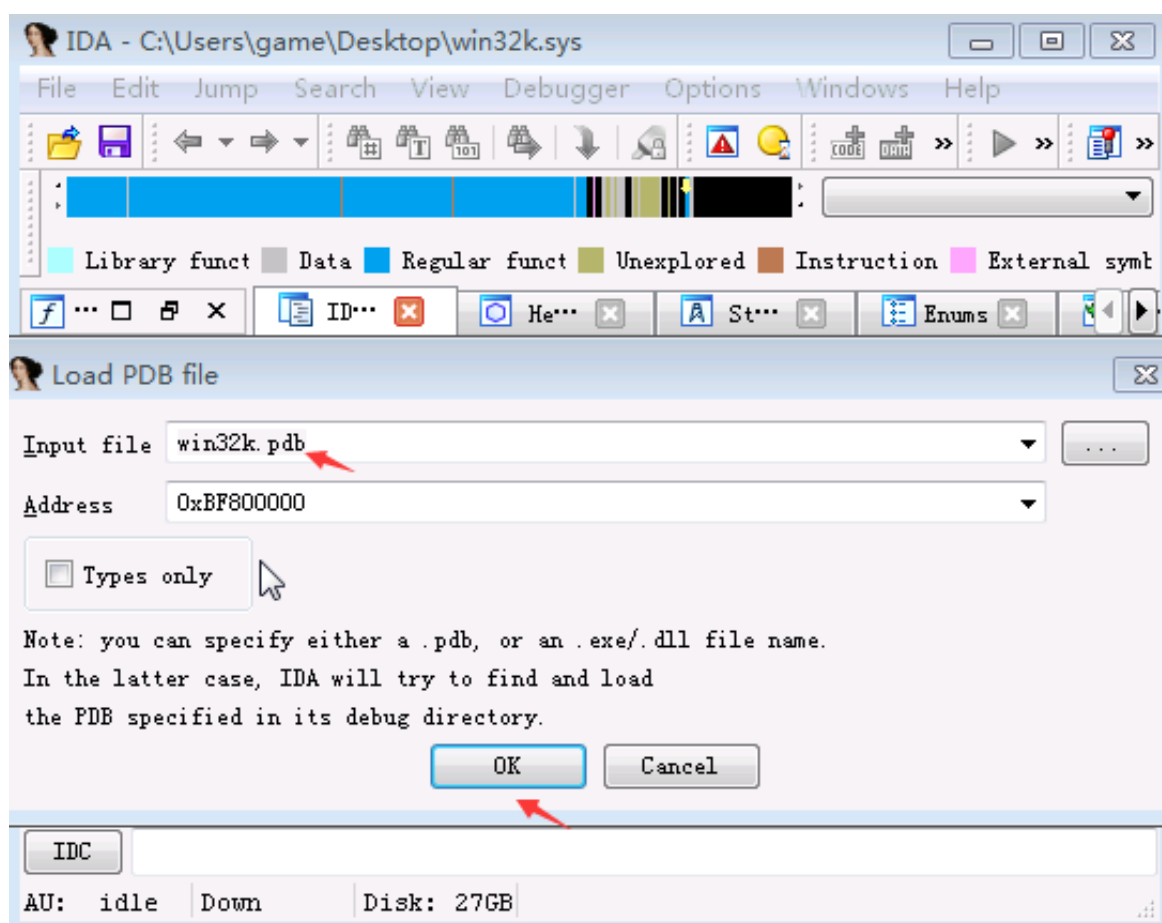 IDA - C:\Users\game\Desktop\win32k.sys
File Edit Jump Search View Debugger Options Windows Help
Library funct Data Regular funct Unexplored Instruction External symb
ID... He... St... Enums
Load PDB file
Input file win32k.pdb ...
Address 0xBF800000
Types only
Note: you can specify either a .pdb, or an .exe/.dll file name.
In the latter case, IDA will try to find and load
the PDB specified in its debug directory.
OK Cancel
IDC
AU: idle Down Disk: 27GB